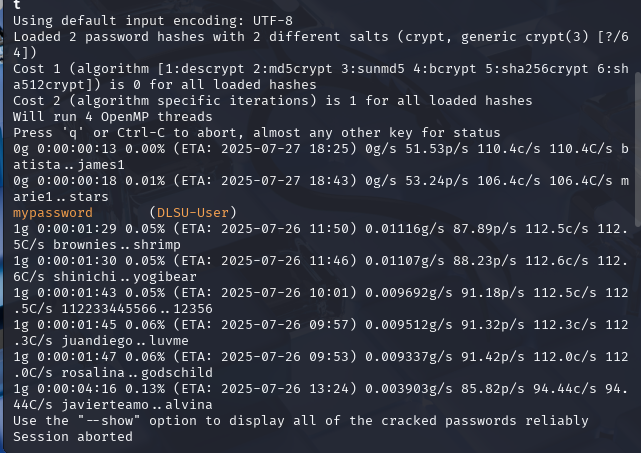 t
Using default input encoding: UTF-8
Loaded 2 password hashes with 2 different salts (crypt, generic crypt(3) [?/6
4])
Cost 1 (algorithm [1:descrypt 2:md5crypt 3:sunmd5 4:bcrypt 5:sha256crypt 6:sh
a512crypt]) is 0 for all loaded hashes
Cost 2 (algorithm specific iterations) is 1 for all loaded hashes
Will run 4 OpenMP threads
Press 'q' or Ctrl-C to abort, almost any other key for status
0g 0:00:00:13 0.00% (ETA: 2025-07-27 18:25) 0g/s 51.53p/s 110.4c/s 110.4C/s b
atista..james1
0g 0:00:00:18 0.01% (ETA: 2025-07-27 18:43) 0g/s 53.24p/s 106.4c/s 106.4C/s m
arie1..stars
mypassword       (DLSU-User)
1g 0:00:01:29 0.05% (ETA: 2025-07-26 11:50) 0.01116g/s 87.89p/s 112.5c/s 112.
5C/s brownies..shrimp
1g 0:00:01:30 0.05% (ETA: 2025-07-26 11:46) 0.01107g/s 88.23p/s 112.6c/s 112.
6C/s shinichi..yogibear
1g 0:00:01:43 0.05% (ETA: 2025-07-26 10:01) 0.009692g/s 91.18p/s 112.5c/s 112
.5C/s 112233445566..12356
1g 0:00:01:45 0.06% (ETA: 2025-07-26 09:57) 0.009512g/s 91.32p/s 112.3c/s 112
.3C/s juandiego..luvme
1g 0:00:01:47 0.06% (ETA: 2025-07-26 09:53) 0.009337g/s 91.42p/s 112.0c/s 112
.0C/s rosalina..godschild
1g 0:00:04:16 0.13% (ETA: 2025-07-26 13:24) 0.003903g/s 85.82p/s 94.44c/s 94.
44C/s javierteamo..alvina
Use the "--show" option to display all of the cracked passwords reliably
Session aborted